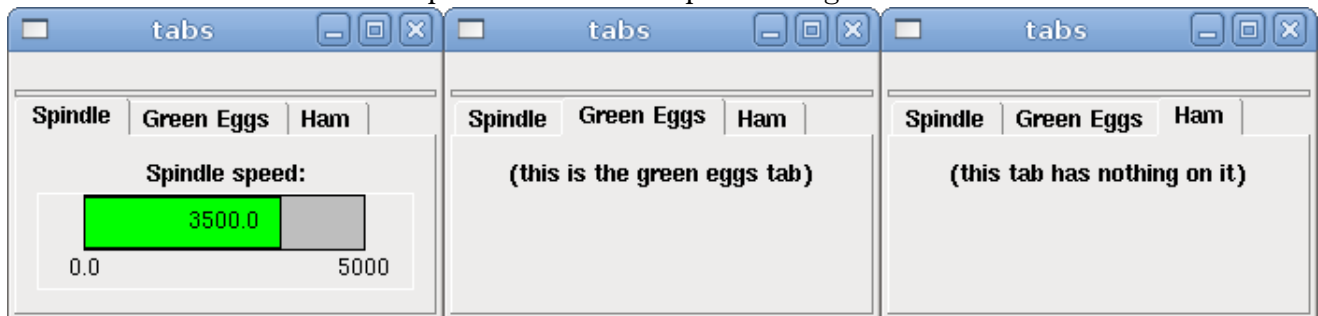 tabs
Spindle Green Eggs Ham
Spindle speed:
3500.0
0.0 5000
tabs
Spindle Green Eggs Ham
(this is the green eggs tab)
tabs
Spindle Green Eggs Ham
(this tab has nothing on it)